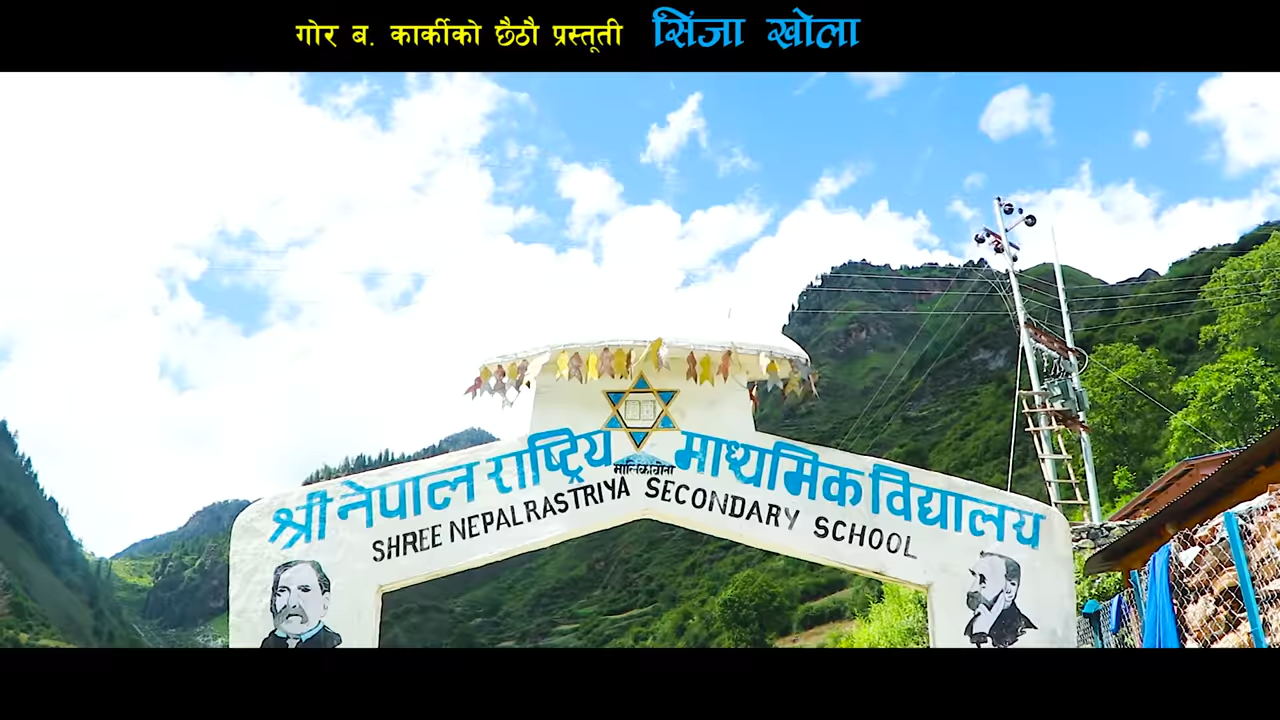 गोर ब. कार्कीको छैठौ प्रस्तूती सिंजा खोला
श्री नेपाल राष्ट्रिय माध्यमिक विद्यालय
SHREE NEPALRASTRIYA SECONDARY SCHOOL